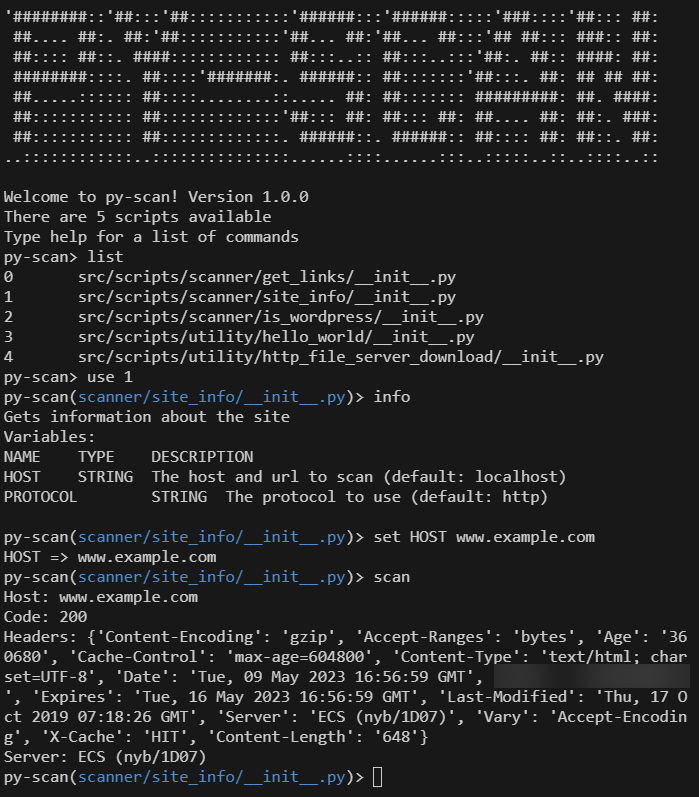 '########::'##:::'##::::::::::::'######:::'######:::::'###::::'##::: ##:
 ##.... ##:. ##:'##::::::::::::'##... ##:'##... ##:::'## ##::: ###:: ##:
 ##:::: ##::. ####::::::::::::: ##:::..:: ##:::..:::'##:. ##:: ####: ##:
 ########::::. ##::::'#######:. ######:: ##:::::::'##:::. ##: ## ## ##:
 ##.....:::::: ##::::........::..... ##: ##::::::: #########: ##. ####:
 ##::::::::::: ##:::::::::::::'##::: ##: ##::: ##: ##.... ##: ##:. ###:
 ##::::::::::: ##:::::::::::::. ######::. ######:: ##:::: ##: ##::. ##:
..::::::::::::..:::::::::::::::......::::......:::..:::::..::..::::..::
Welcome to py-scan! Version 1.0.0
There are 5 scripts available
Type help for a list of commands
py-scan> list
0       src/scripts/scanner/get_links/__init__.py
1       src/scripts/scanner/site_info/__init__.py
2       src/scripts/scanner/is_wordpress/__init__.py
3       src/scripts/utility/hello_world/__init__.py
4       src/scripts/utility/http_file_server_download/__init__.py
py-scan> use 1
py-scan(scanner/site_info/__init__.py)> info
Gets information about the site
Variables:
NAME    TYPE    DESCRIPTION
HOST    STRING  The host and url to scan (default: localhost)
PROTOCOL        STRING  The protocol to use (default: http)
py-scan(scanner/site_info/__init__.py)> set HOST www.example.com
HOST => www.example.com
py-scan(scanner/site_info/__init__.py)> scan
Host: www.example.com
Code: 200
Headers: {'Content-Encoding': 'gzip', 'Accept-Ranges': 'bytes', 'Age': '36
0680', 'Cache-Control': 'max-age=604800', 'Content-Type': 'text/html; char
set=UTF-8', 'Date': 'Tue, 09 May 2023 16:56:59 GMT',
', 'Expires': 'Tue, 16 May 2023 16:56:59 GMT', 'Last-Modified': 'Thu, 17 O
ct 2019 07:18:26 GMT', 'Server': 'ECS (nyb/1D07)', 'Vary': 'Accept-Encodin
g', 'X-Cache': 'HIT', 'Content-Length': '648'}
Server: ECS (nyb/1D07)
py-scan(scanner/site_info/__init__.py)>